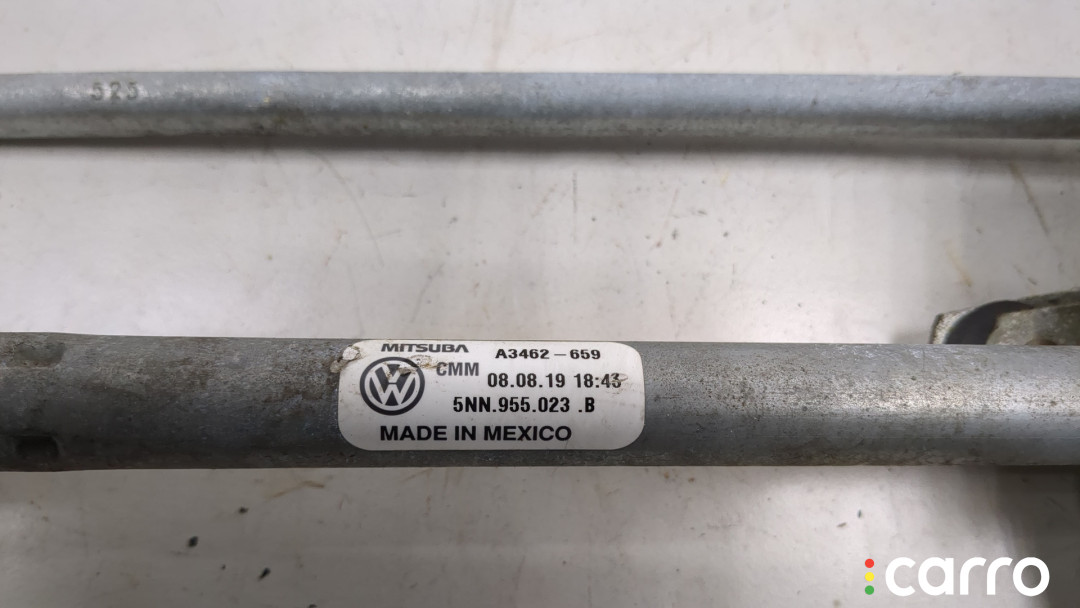 525
MITSUBA A3462-659
CMM 08.08.19 18:43
5NN.955.023 .B
MADE IN MEXICO
carro